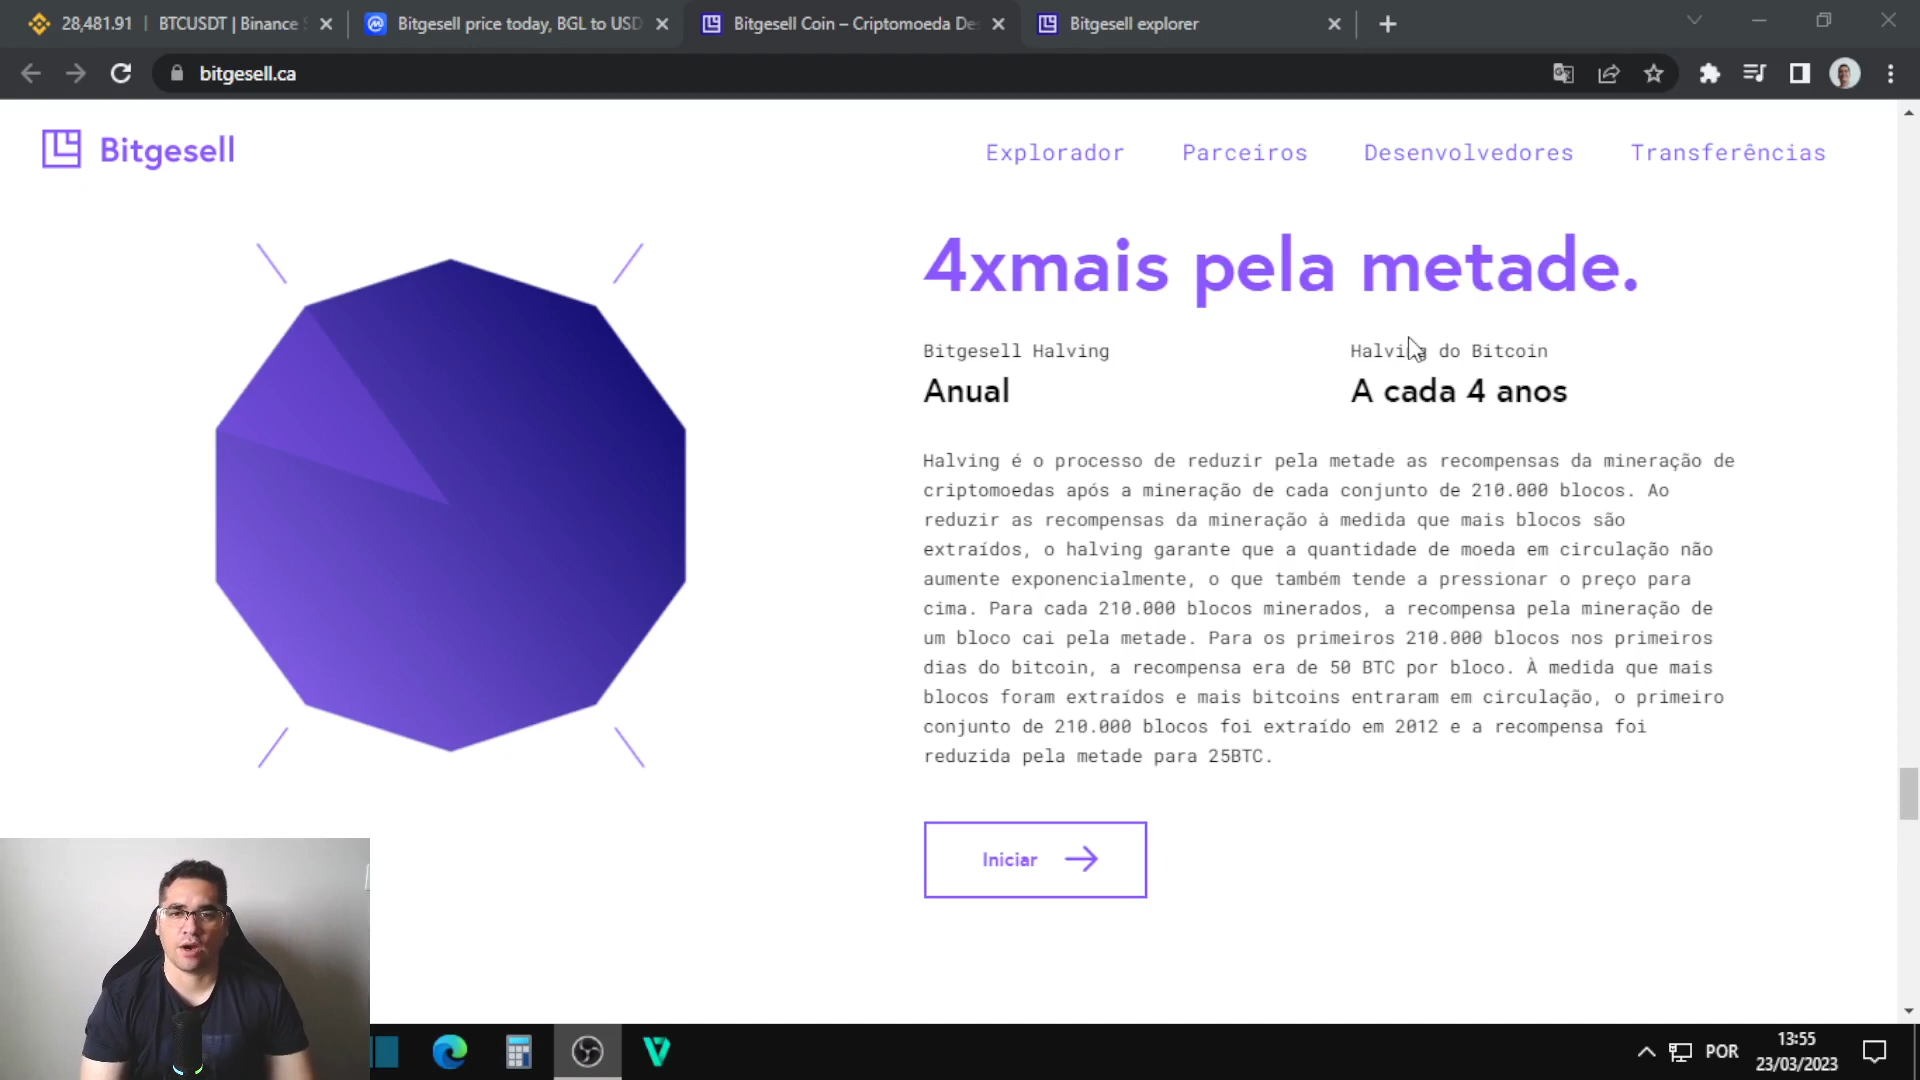 28,481.91 | BTCUSDT | Binance
Bitgesell price today, BGL to USD
Bitgesell Coin – Criptomoeda De
Bitgesell explorer
bitgesell.ca
Bitgesell
Explorador
Parceiros
Desenvolvedores
Transferências
4xmais pela metade.
Bitgesell Halving
Anual
Halving do Bitcoin
A cada 4 anos
Halving é o processo de reduzir pela metade as recompensas da mineração de
criptomoedas após a mineração de cada conjunto de 210.000 blocos. Ao
reduzir as recompensas da mineração à medida que mais blocos são
extraídos, o halving garante que a quantidade de moeda em circulação não
aumente exponencialmente, o que também tende a pressionar o preço para
cima. Para cada 210.000 blocos minerados, a recompensa pela mineração de
um bloco cai pela metade. Para os primeiros 210.000 blocos nos primeiros
dias do bitcoin, a recompensa era de 50 BTC por bloco. À medida que mais
blocos foram extraídos e mais bitcoins entraram em circulação, o primeiro
conjunto de 210.000 blocos foi extraído em 2012 e a recompensa foi
reduzida pela metade para 25BTC.
Iniciar
POR
13:55
23/03/2023